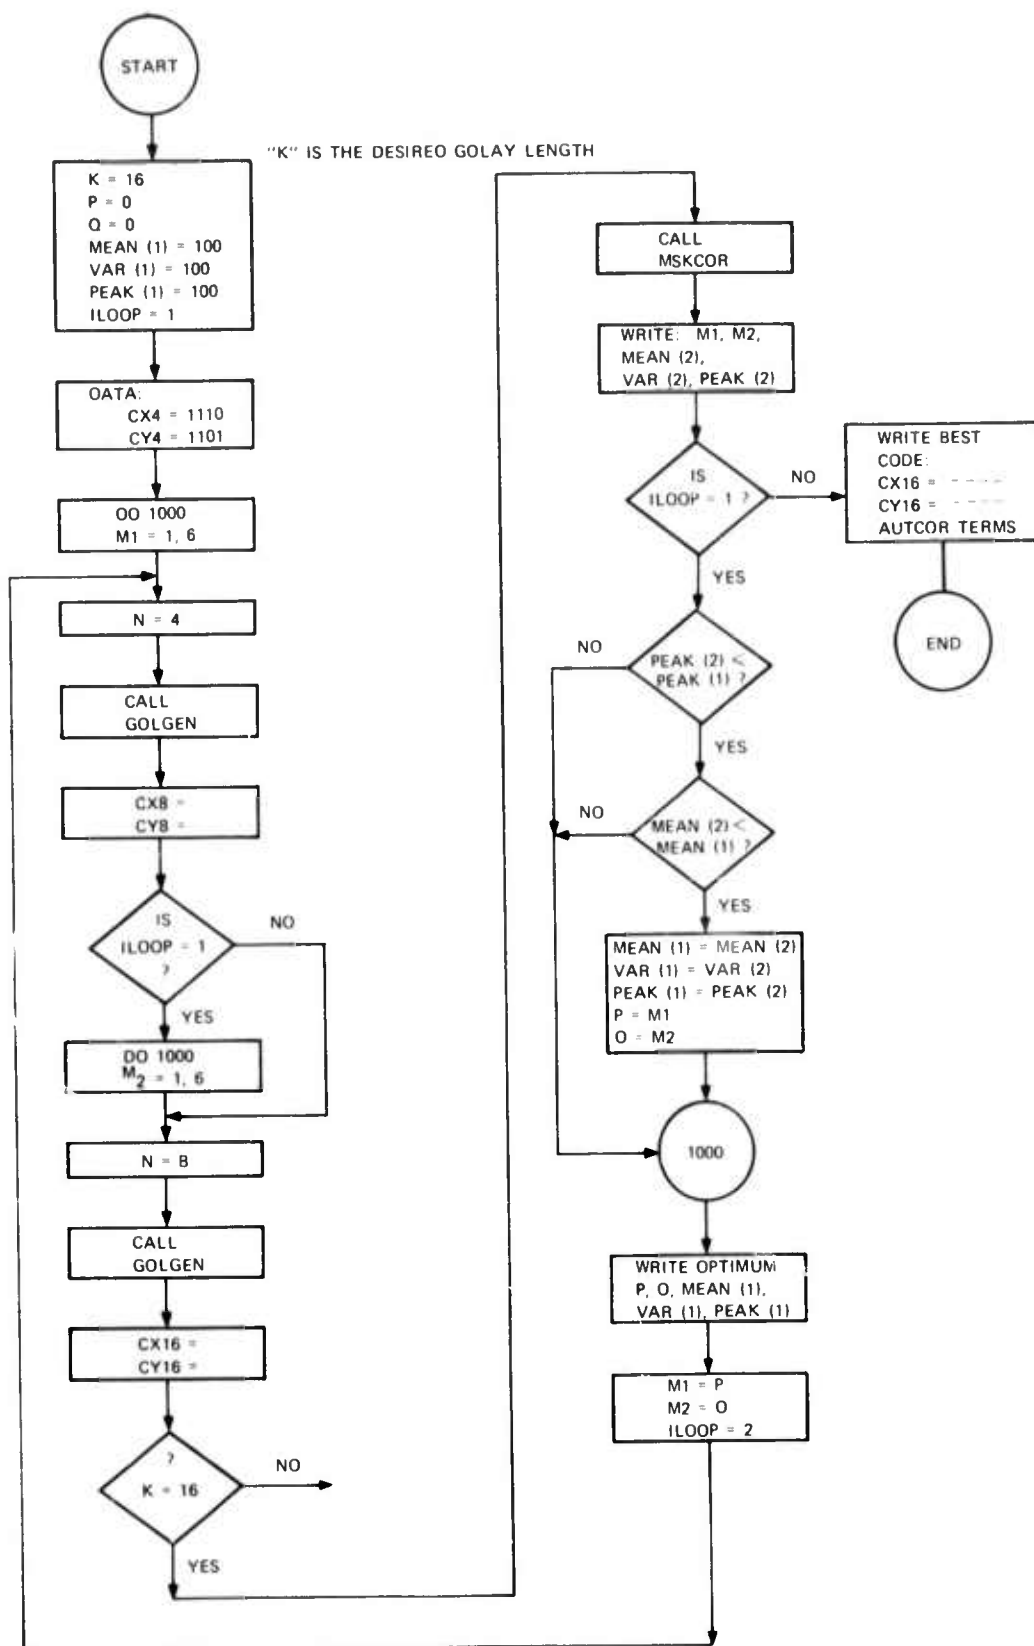 START
"K" IS THE DESIREO GOLAY LENGTH
K = 16
P = 0
Q = 0
MEAN (1) = 100
VAR (1) = 100
PEAK (1) = 100
ILOOP = 1
OATA:
CX4 = 1110
CY4 = 1101
OO 1000
M1 = 1, 6
N = 4
CALL
GOLGEN
CX8 =
CY8 =
IS
ILOOP = 1
?
NO
YES
DO 1000
M2 = 1, 6
N = 8
CALL
GOLGEN
CX16 =
CY16 =
?
K = 16
NO
YES
CALL
MSKCOR
WRITE: M1, M2,
MEAN (2),
VAR (2), PEAK (2)
IS
ILOOP = 1 ?
NO
YES
WRITE BEST
CODE:
CX16 = - - - -
CY16 = - - - -
AUTCOR TERMS
END
PEAK (2) <
PEAK (1) ?
NO
YES
MEAN (2) <
MEAN (1) ?
NO
YES
MEAN (1) = MEAN (2)
VAR (1) = VAR (2)
PEAK (1) = PEAK (2)
P = M1
O = M2
1000
WRITE OPTIMUM
P, O, MEAN (1),
VAR (1), PEAK (1)
M1 = P
M2 = O
ILOOP = 2